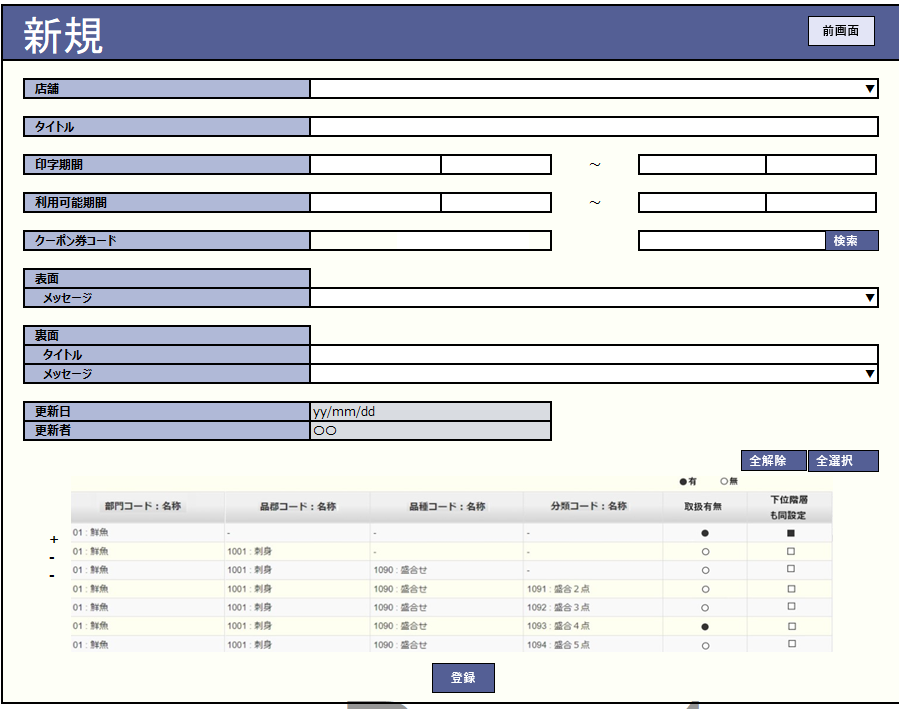 新規
前画面
店舗 ▼
タイトル
印字期間 ～
利用可能期間 ～
クーポン券コード 検索
表面
メッセージ ▼
裏面
タイトル
メッセージ ▼
更新日 yy/mm/dd
更新者 〇〇
全解除 全選択
●有 ○無
部門コード：名称 品郡コード：名称 品種コード：名称 分類コード：名称 取扱有無 下位階層
も同設定
+ 01 : 鮮魚 - - - ● ■
- 01 : 鮮魚 1001 : 刺身 - - ○ □
- 01 : 鮮魚 1001 : 刺身 1090 : 盛合せ - ○ □
01 : 鮮魚 1001 : 刺身 1090 : 盛合せ 1091 : 盛合２点 ○ □
01 : 鮮魚 1001 : 刺身 1090 : 盛合せ 1092 : 盛合３点 ○ □
01 : 鮮魚 1001 : 刺身 1090 : 盛合せ 1093 : 盛合４点 ● □
01 : 鮮魚 1001 : 刺身 1090 : 盛合せ 1094 : 盛合５点 ○ □
登録